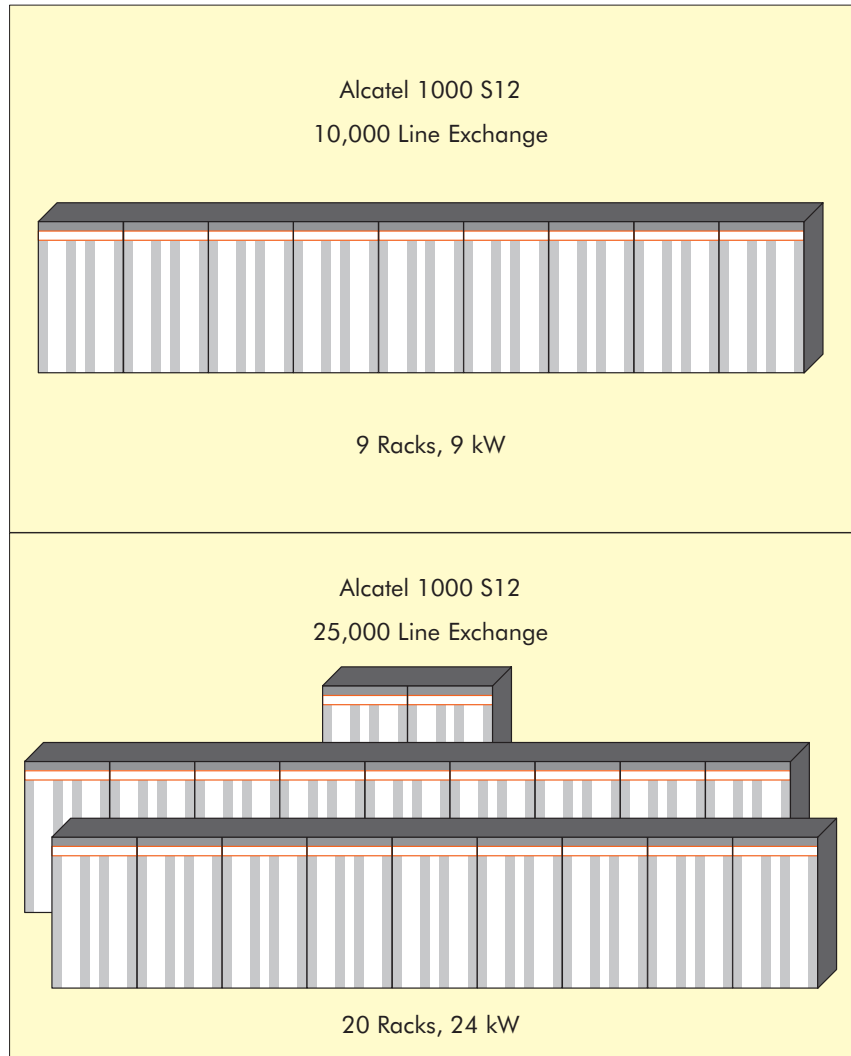 Alcatel 1000 S12
10,000 Line Exchange
9 Racks, 9 kW
Alcatel 1000 S12
25,000 Line Exchange
20 Racks, 24 kW